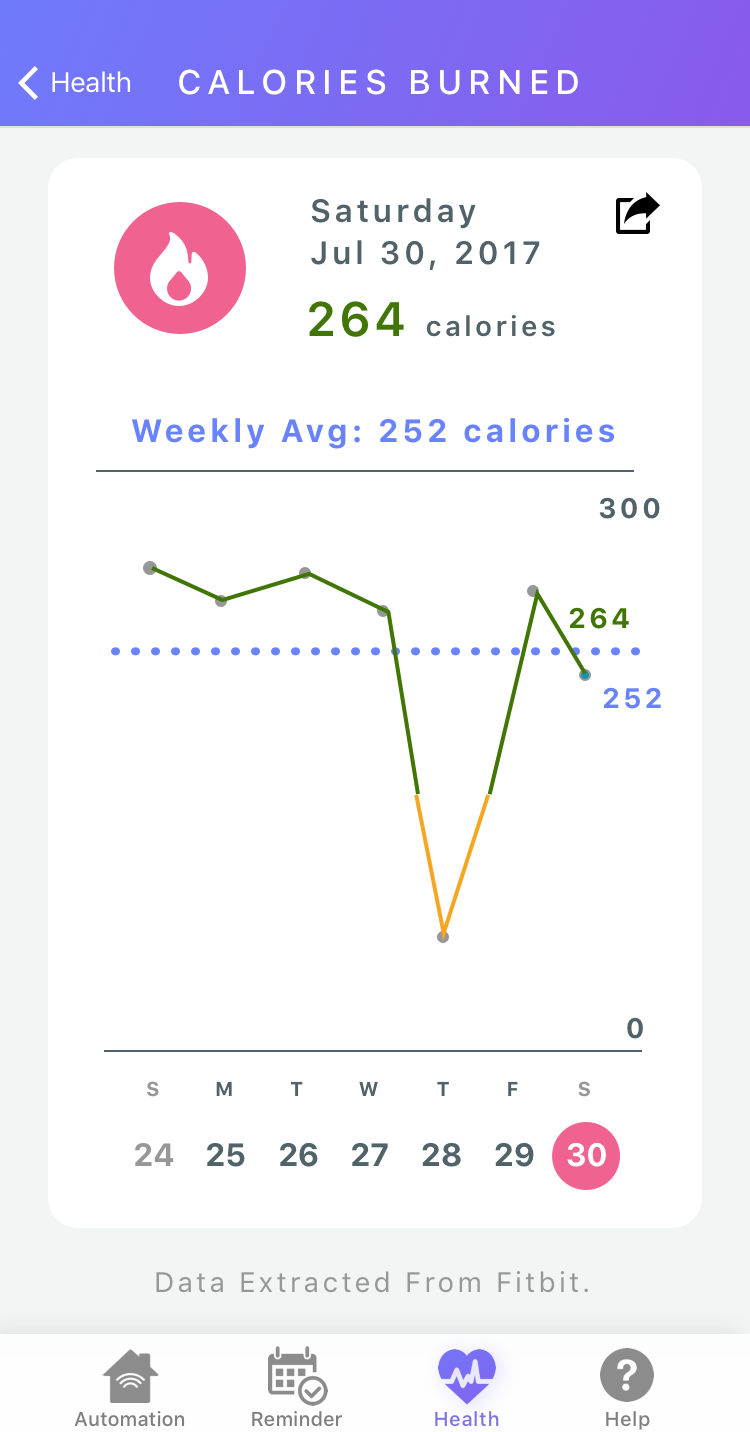 Health CALORIES BURNED
Saturday
Jul 30, 2017
264 calories
Weekly Avg: 252 calories
300
264
252
0
S M T W T F S
24 25 26 27 28 29 30
Data Extracted From Fitbit.
Automation Reminder Health Help